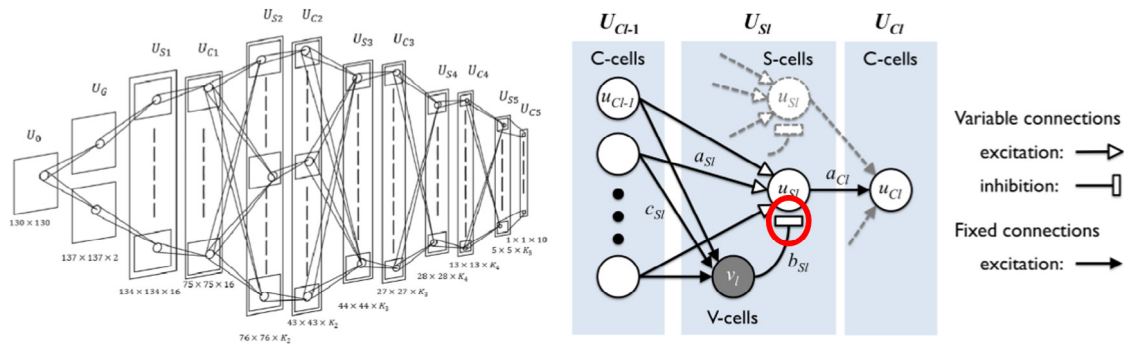 U_0
130 × 130
U_G
137 × 137 × 2
U_S1
134 × 134 × 16
U_C1
75 × 75 × 16
U_S2
76 × 76 × K_2
U_C2
43 × 43 × K_2
U_S3
44 × 44 × K_3
U_C3
27 × 27 × K_3
U_S4
28 × 28 × K_4
U_C4
13 × 13 × K_4
U_S5
5 × 5 × K_5
U_C5
1 × 1 × 10
U_Cl-1
U_Sl
U_Cl
C-cells
S-cells
C-cells
u_Cl-1
u_Sl
a_Sl
u_Sl
a_Cl
u_Cl
c_Sl
v_l
b_Sl
V-cells
Variable connections
excitation:
inhibition:
Fixed connections
excitation: